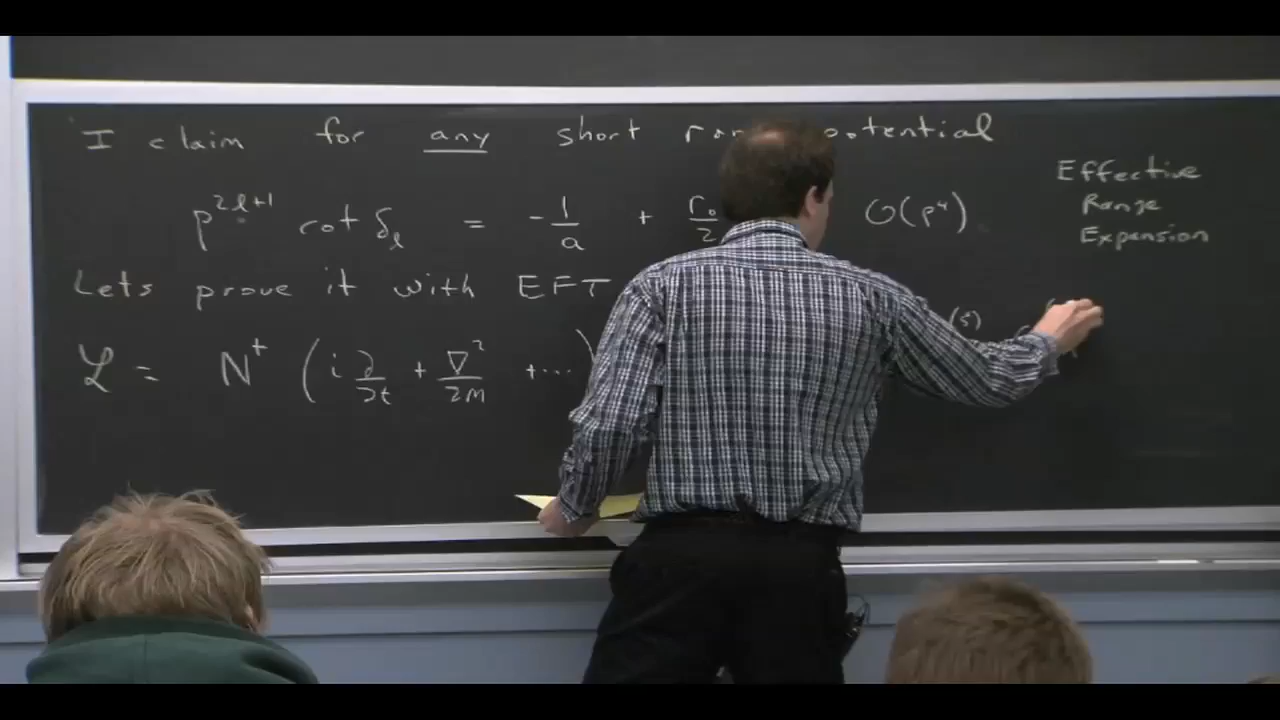 I claim for any short potential
Effective
Range
Expansion
p^{2ℓ+1} cot δ_ℓ = -1/a + r_0/2 O(p^4)
Lets prove it with EFT
(s)
ℒ = N^† (i ∂/∂t + ∇^2/2M + ...)